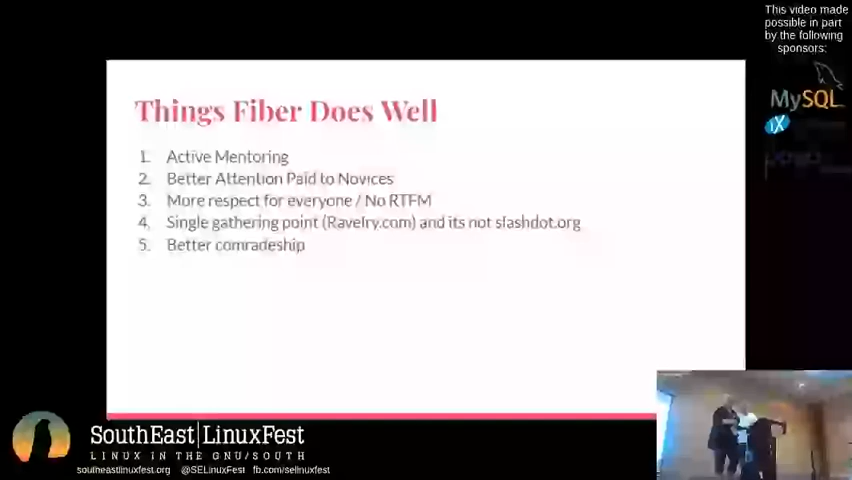 This video made
possible in part
by the following
sponsors:
MySQL
iX
Things Fiber Does Well
1. Active Mentoring
2. Better Attention Paid to Novices
3. More respect for everyone / No RTFM
4. Single gathering point (Ravelry.com) and its not slashdot.org
5. Better comradeship
SouthEast|LinuxFest
LINUX IN THE GNU/SOUTH
southeastlinuxfest.org @SELinuxFest fb.com/selinuxfest